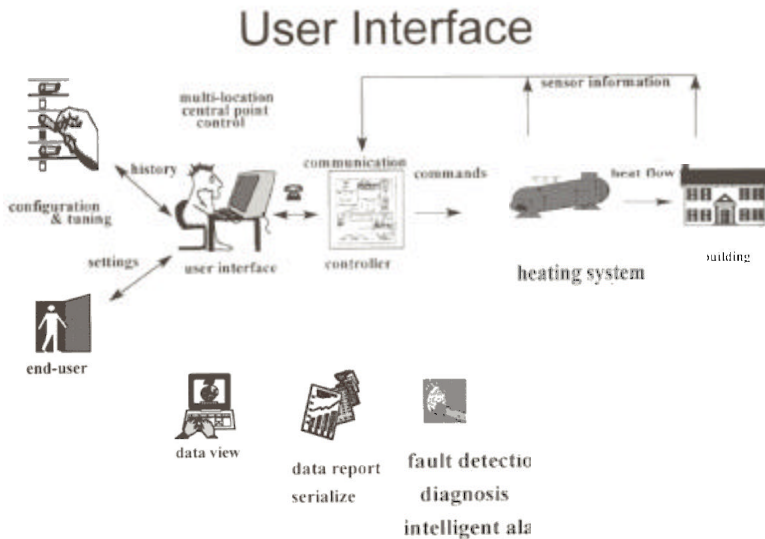 User Interface
sensor information
multi-location
central point
control
history
communication
commands
heat flow
configuration
& tuning
settings
user interface
controller
heating system
uilding
end-user
data view
data report
serialize
fault detectio
diagnosis
intelligent ala